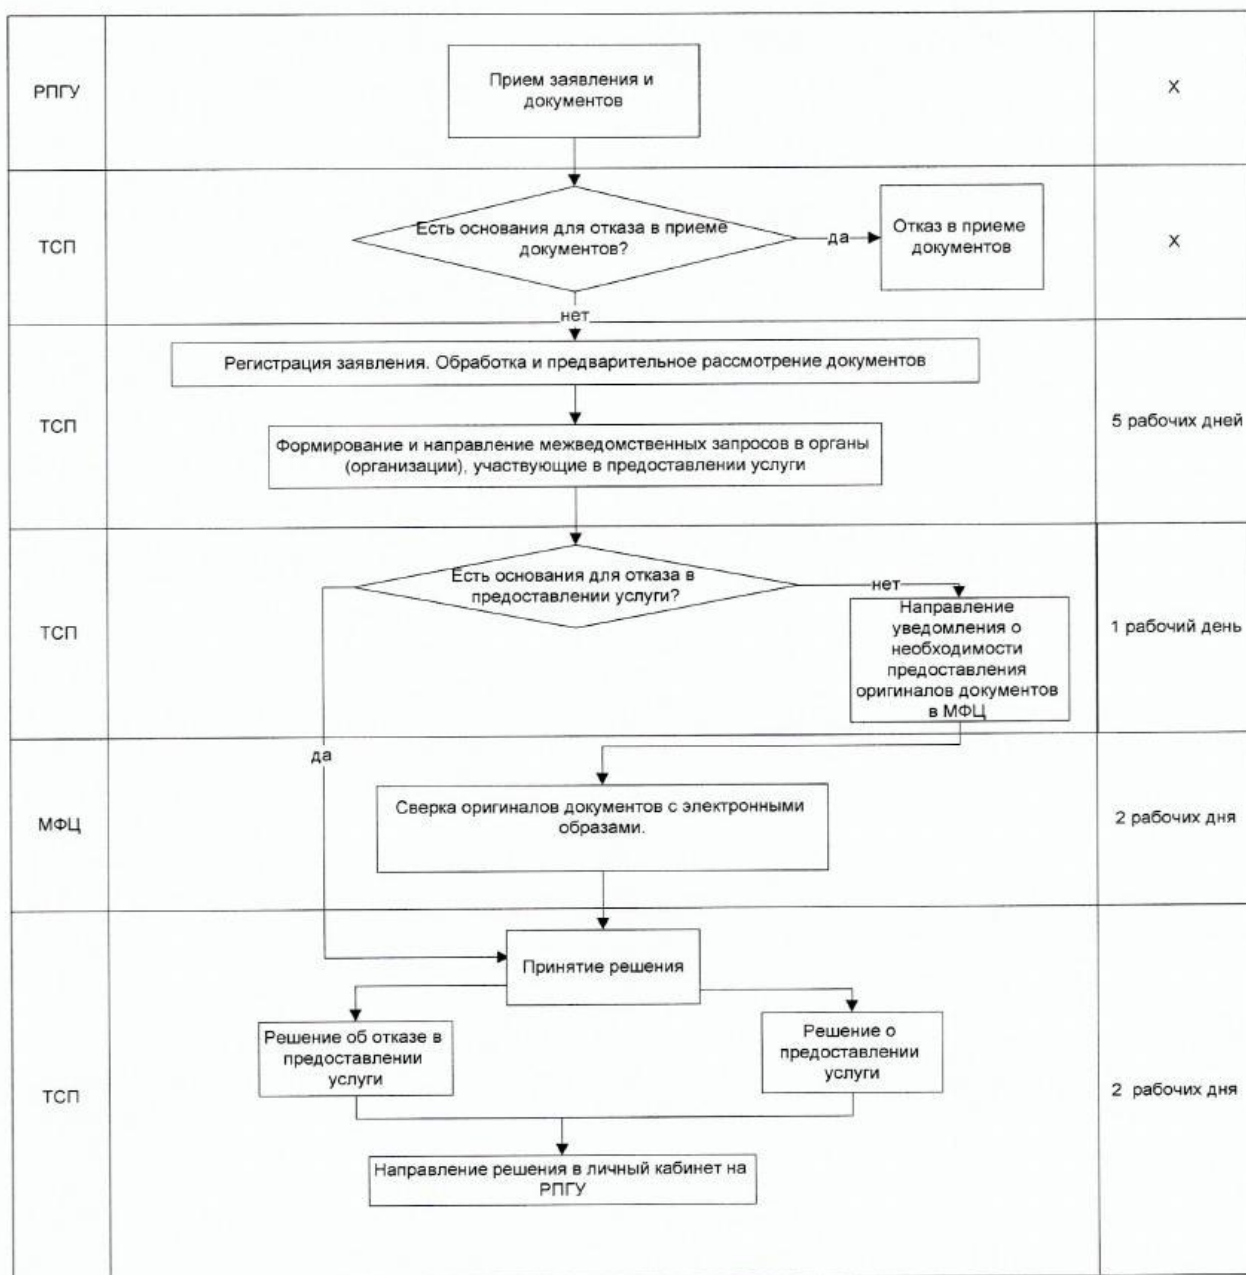 РПГУ
Прием заявления и
документов
X
ТСП
Есть основания для отказа в приеме
документов?
да
Отказ в приеме
документов
X
нет
ТСП
Регистрация заявления. Обработка и предварительное рассмотрение документов
Формирование и направление межведомственных запросов в органы
(организации), участвующие в предоставлении услуги
5 рабочих дней
ТСП
Есть основания для отказа в
предоставлении услуги?
нет
Направление
уведомления о
необходимости
предоставления
оригиналов документов
в МФЦ
1 рабочий день
да
МФЦ
Сверка оригиналов документов с электронными
образами.
2 рабочих дня
ТСП
Принятие решения
Решение об отказе в
предоставлении
услуги
Решение о
предоставлении
услуги
2 рабочих дня
Направление решения в личный кабинет на
РПГУ